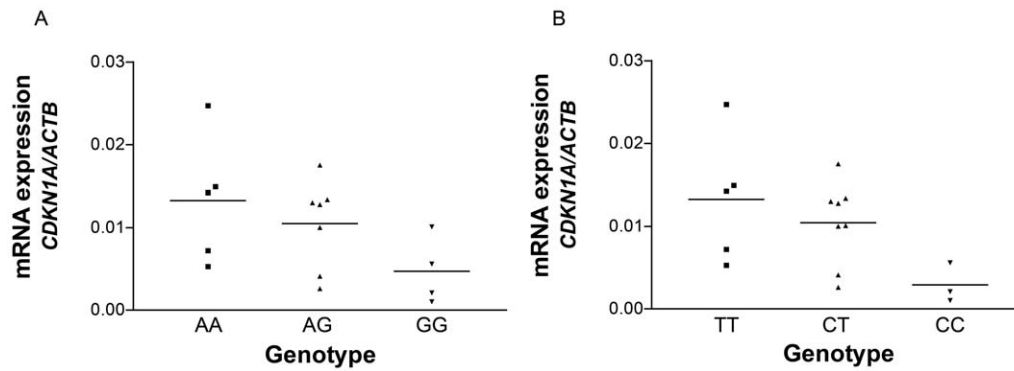 A
mRNA expression
CDKN1A/ACTB
0.03
0.02
0.01
0.00
AA AG GG
Genotype
B
mRNA expression
CDKN1A/ACTB
0.03
0.02
0.01
0.00
TT CT CC
Genotype